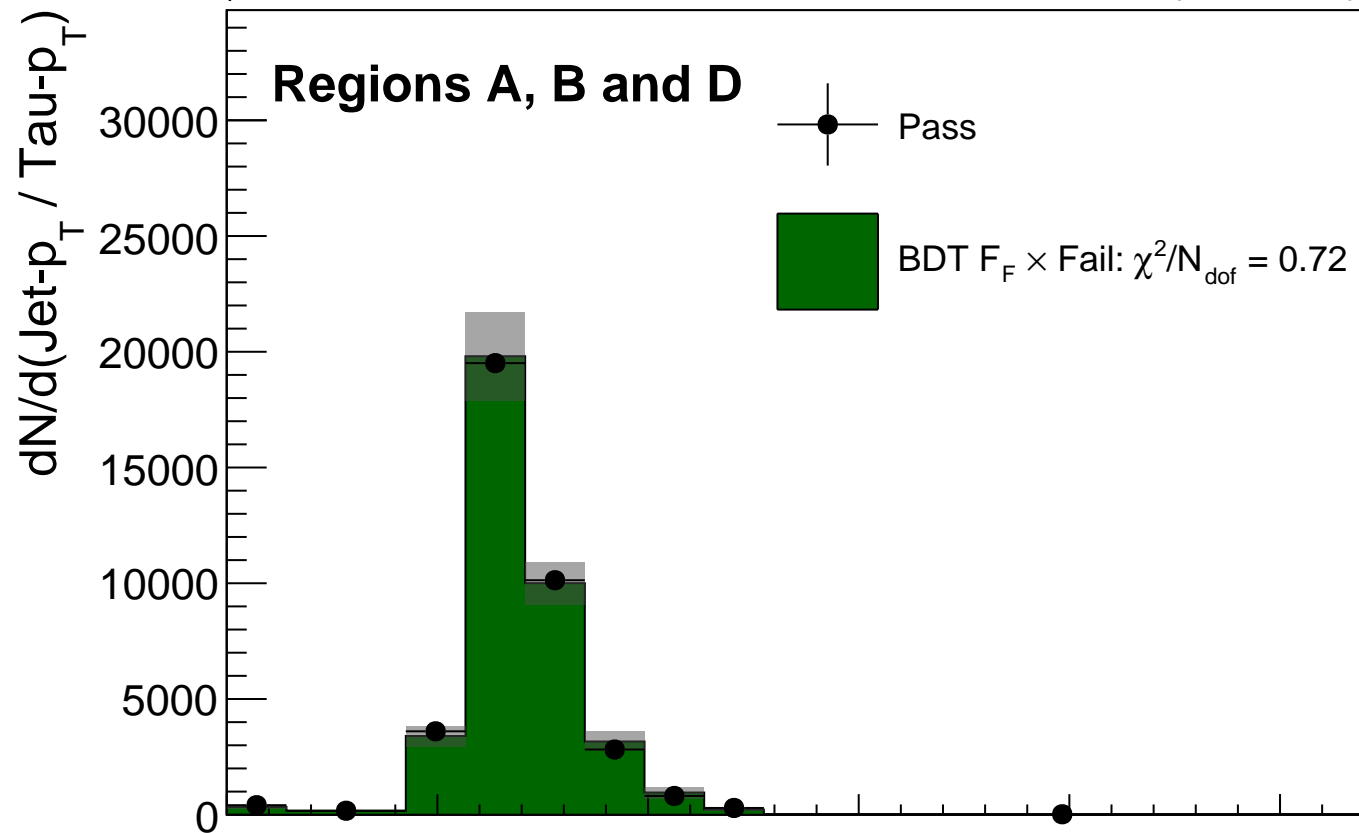 dN/d(Jet-p_T / Tau-p_T)
Regions A, B and D
Pass
BDT F_F × Fail: χ²/N_dof = 0.72
30000
25000
20000
15000
10000
5000
0